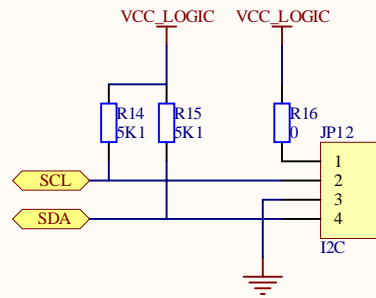 VCC_LOGIC VCC_LOGIC
R14 R15 R16
5K1 5K1 0
JP12
1
SCL 2
3
SDA 4
I2C